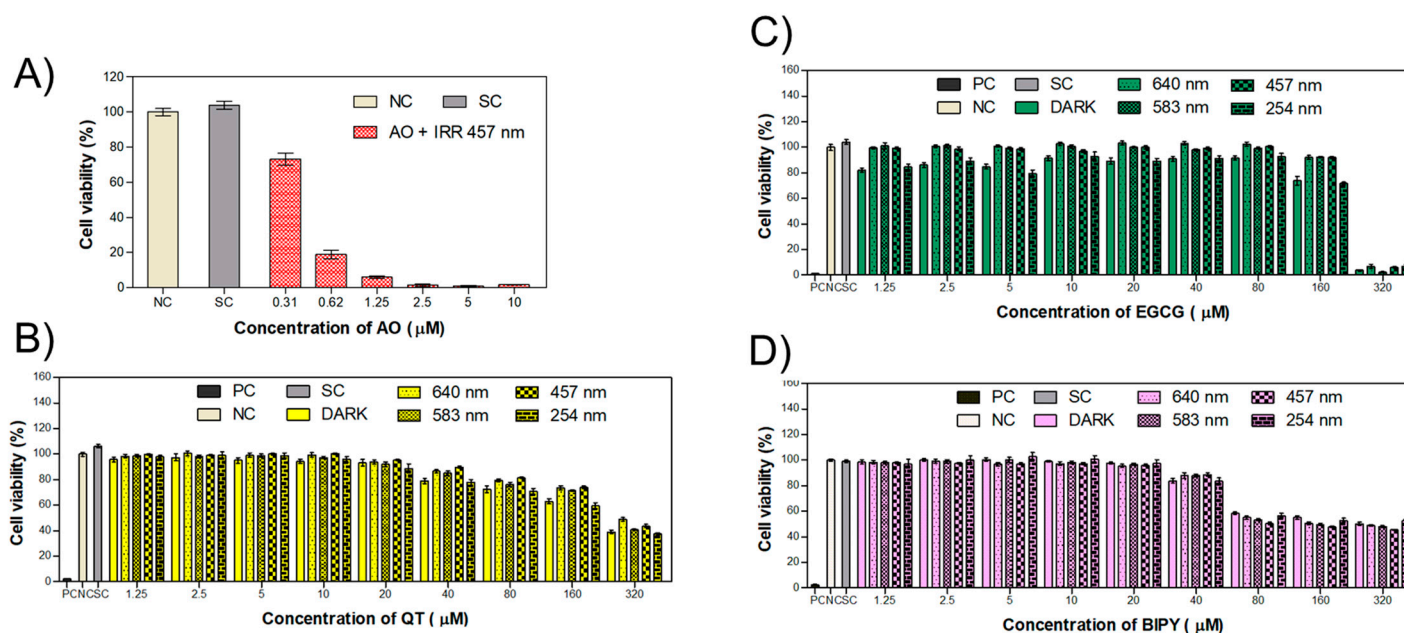 A)
120
100
80
60
40
20
0
Cell viability (%)
NC
SC
AO + IRR 457 nm
NC
SC
0.31
0.62
1.25
2.5
5
10
Concentration of AO ( μM)
B)
160
140
120
100
80
60
40
20
0
Cell viability (%)
PC
SC
640 nm
457 nm
NC
DARK
583 nm
254 nm
PCNCSC
1.25
2.5
5
10
20
40
80
160
320
Concentration of QT ( μM)
C)
160
140
120
100
80
60
40
20
0
Cell viability (%)
PC
SC
640 nm
457 nm
NC
DARK
583 nm
254 nm
PCNCSC
1.25
2.5
5
10
20
40
80
160
320
Concentration of EGCG ( μM)
D)
160
140
120
100
80
60
40
20
0
Cell viability (%)
PC
SC
640 nm
457 nm
NC
DARK
583 nm
254 nm
PCNCSC
1.25
2.5
5
10
20
40
80
160
320
Concentration of BIPY ( μM)